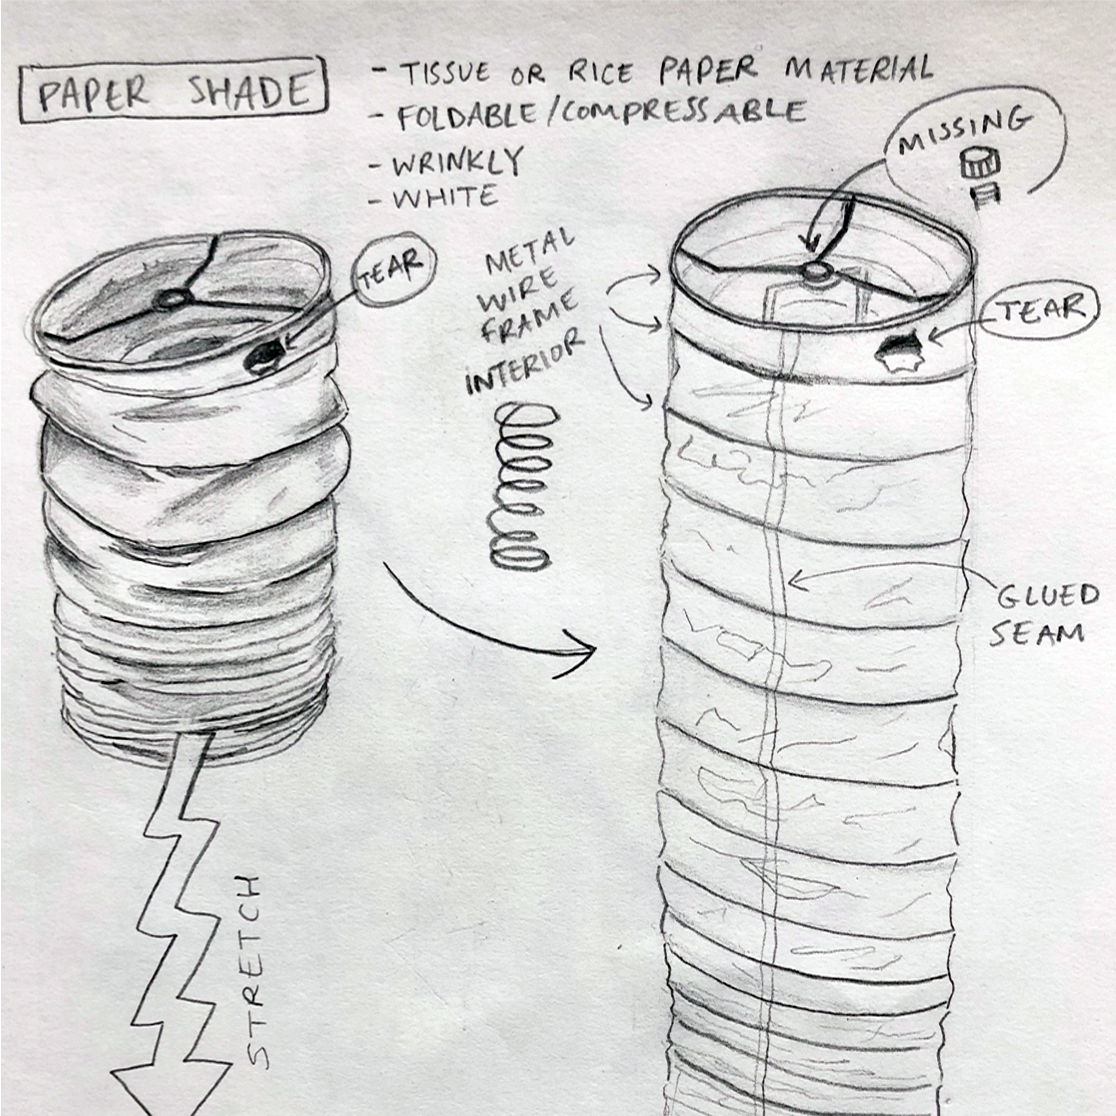 PAPER SHADE
- TISSUE OR RICE PAPER MATERIAL
- FOLDABLE/COMPRESSABLE
- WRINKLY
- WHITE
MISSING
TEAR
METAL
WIRE
FRAME
INTERIOR
TEAR
GLUED
SEAM
STRETCH